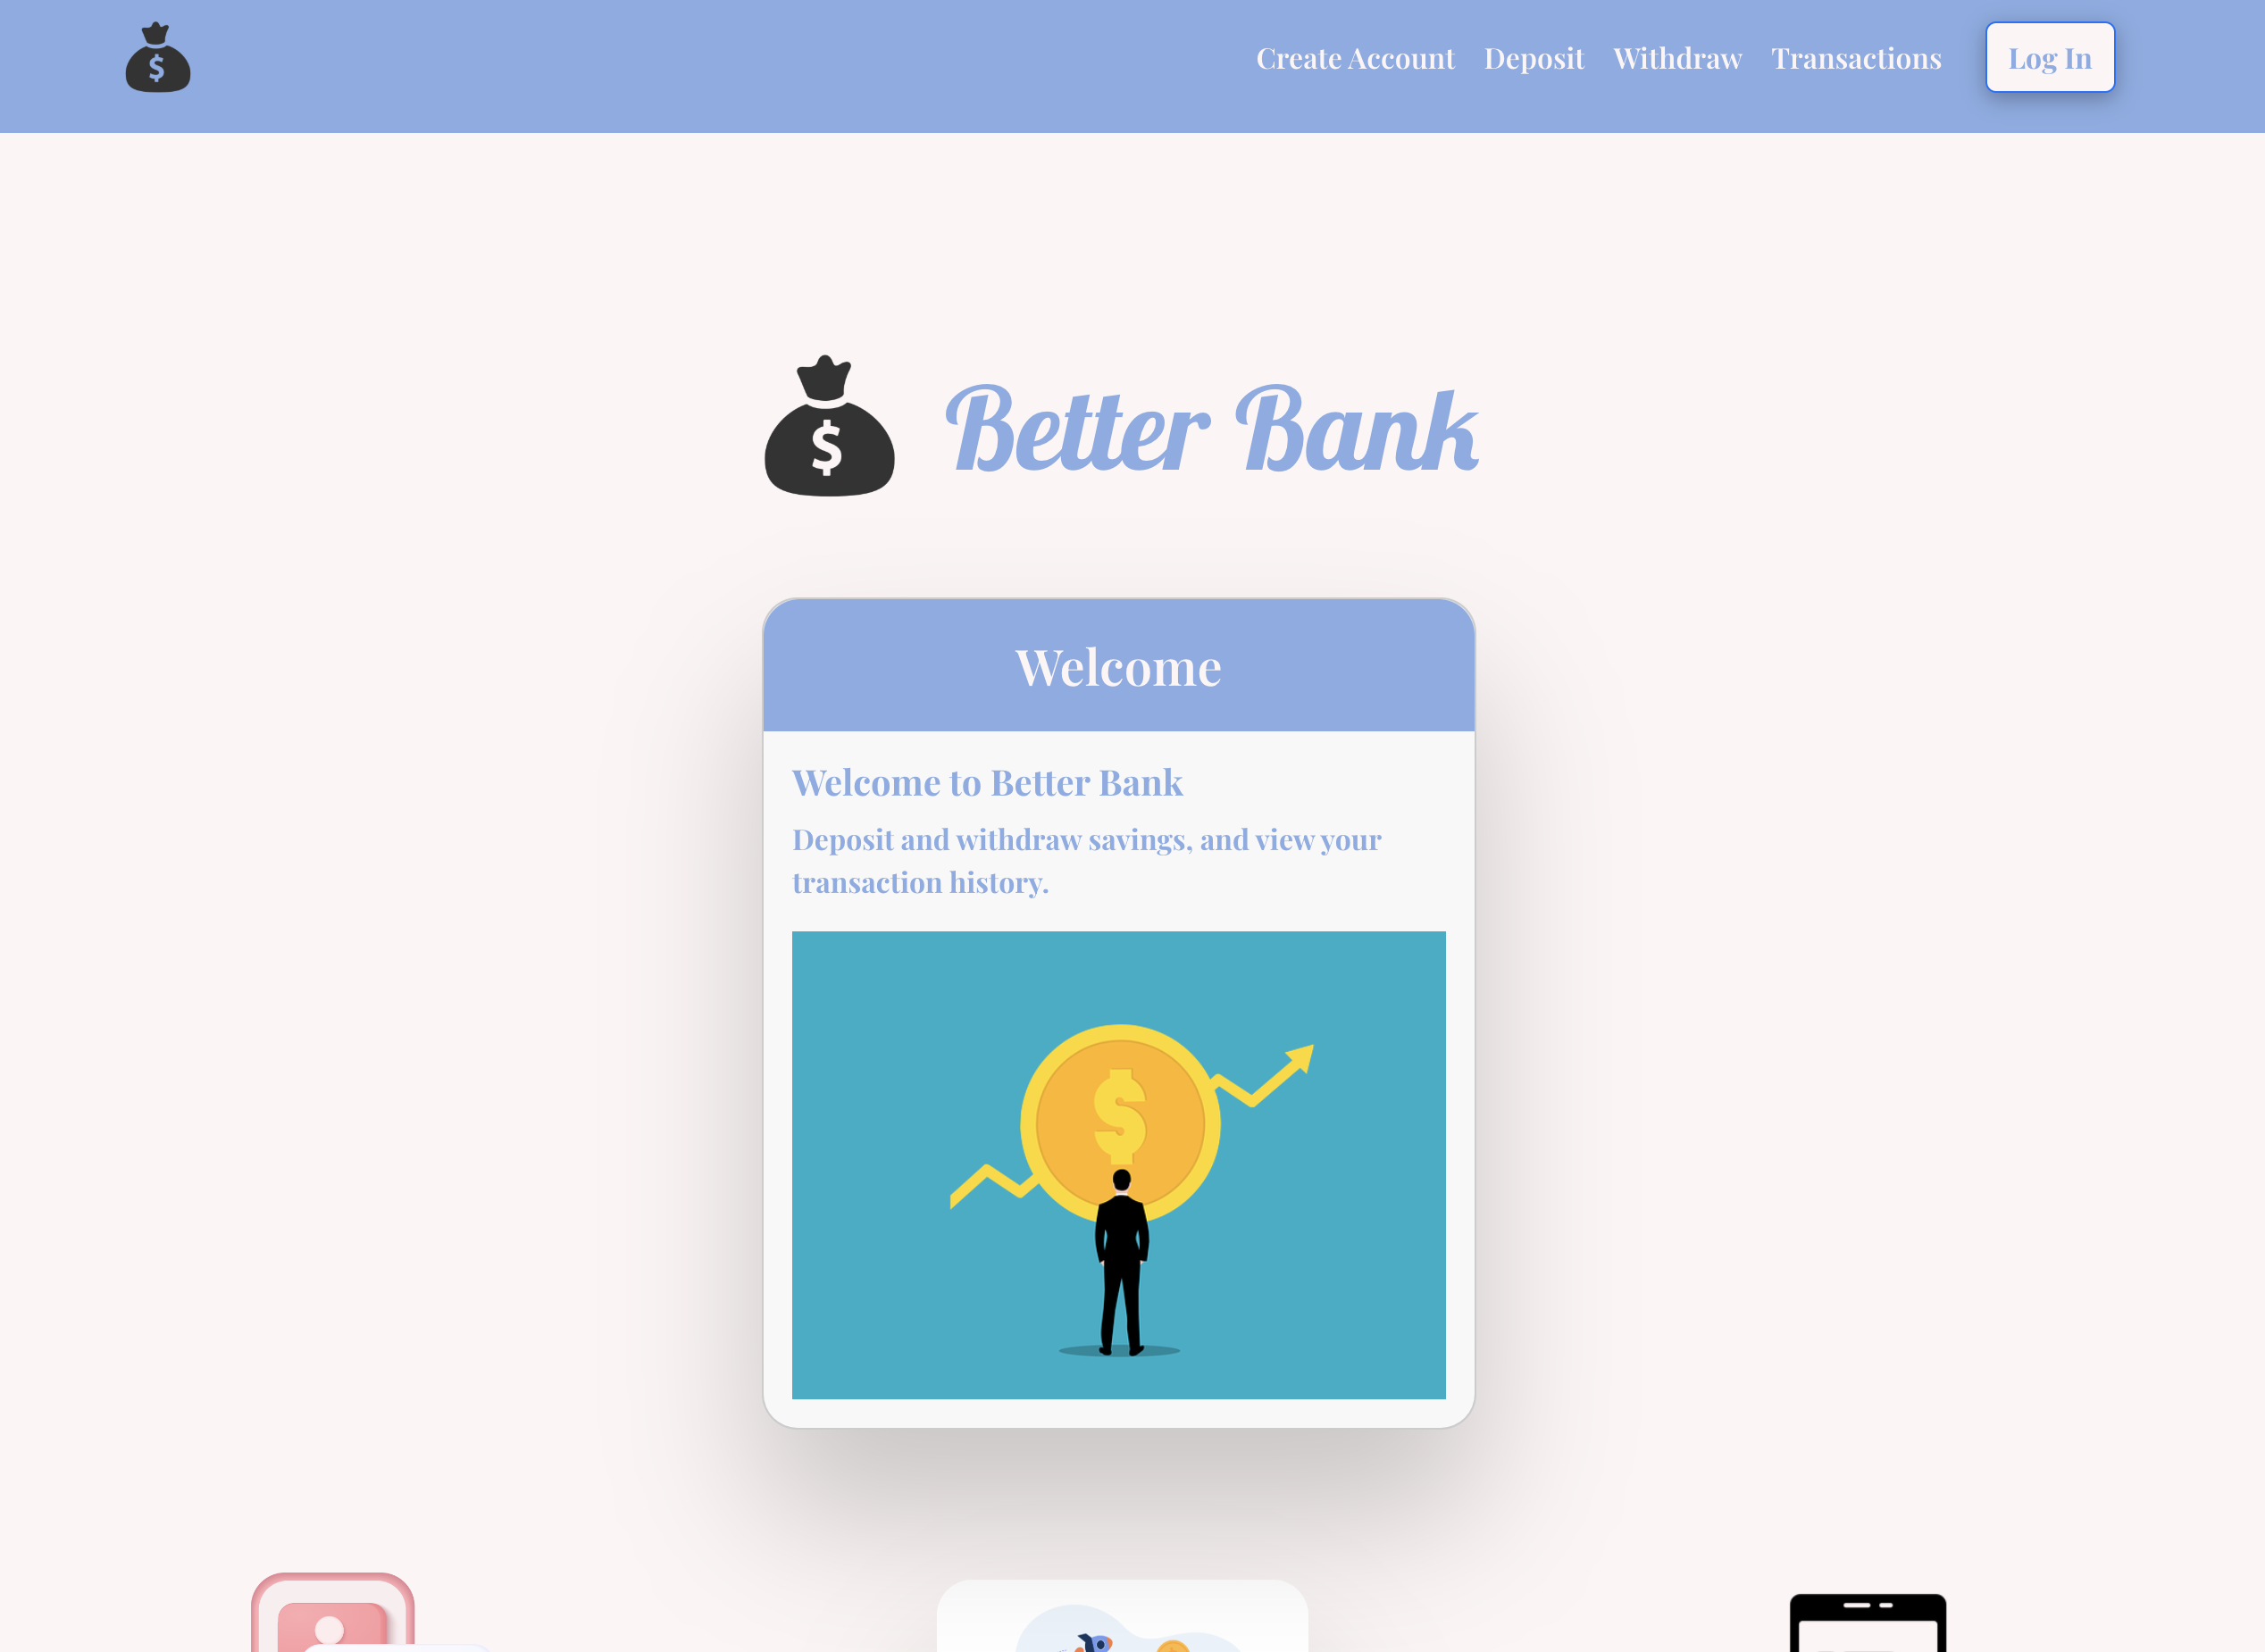 $
Create Account Deposit Withdraw Transactions Log In
$ Better Bank
Welcome
Welcome to Better Bank
Deposit and withdraw savings, and view your
transaction history.
$